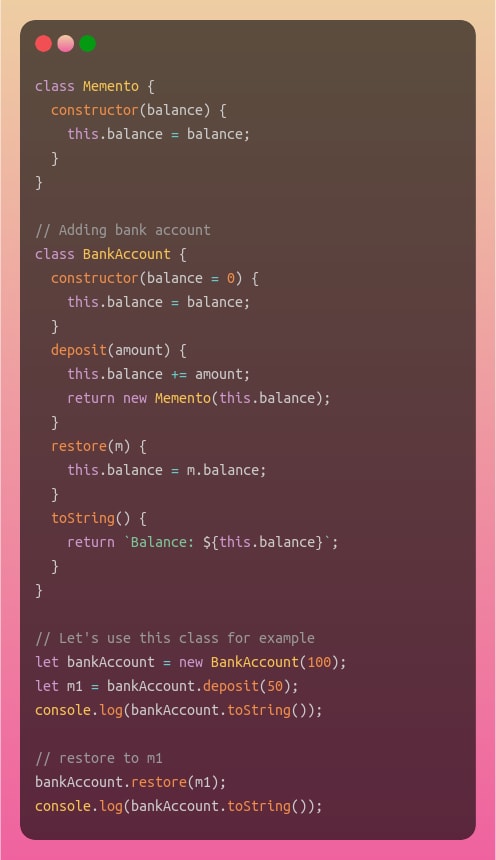 class Memento {
  constructor(balance) {
    this.balance = balance;
  }
}

// Adding bank account
class BankAccount {
  constructor(balance = 0) {
    this.balance = balance;
  }
  deposit(amount) {
    this.balance += amount;
    return new Memento(this.balance);
  }
  restore(m) {
    this.balance = m.balance;
  }
  toString() {
    return `Balance: ${this.balance}`;
  }
}

// Let's use this class for example
let bankAccount = new BankAccount(100);
let m1 = bankAccount.deposit(50);
console.log(bankAccount.toString());

// restore to m1
bankAccount.restore(m1);
console.log(bankAccount.toString());